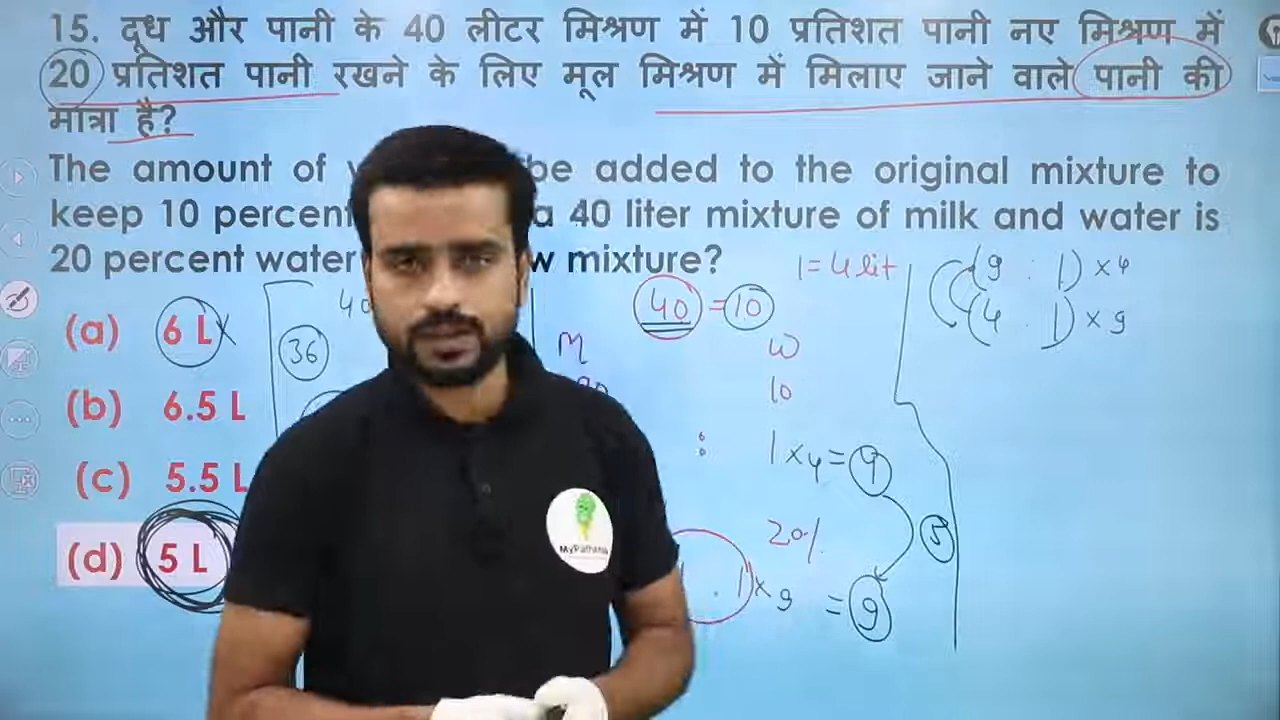 15. दूध और पानी के 40 लीटर मिश्रण में 10 प्रतिशत पानी नए मिश्रण में
20 प्रतिशत पानी रखने के लिए मूल मिश्रण में मिलाए जाने वाले पानी की
मात्रा है?
The amount of be added to the original mixture to
keep 10 percent a 40 liter mixture of milk and water is
20 percent water mixture?
(a) 6 L
(b) 6.5 L
(c) 5.5 L
(d) 5 L
40
36
1 = 4 lit
40 = 10
M W
90 10
: 1 x 4 = 4
20%
1) x 9 = 9
5
(9 : 1) x 4
(4 : 1) x 9
MyPathshala